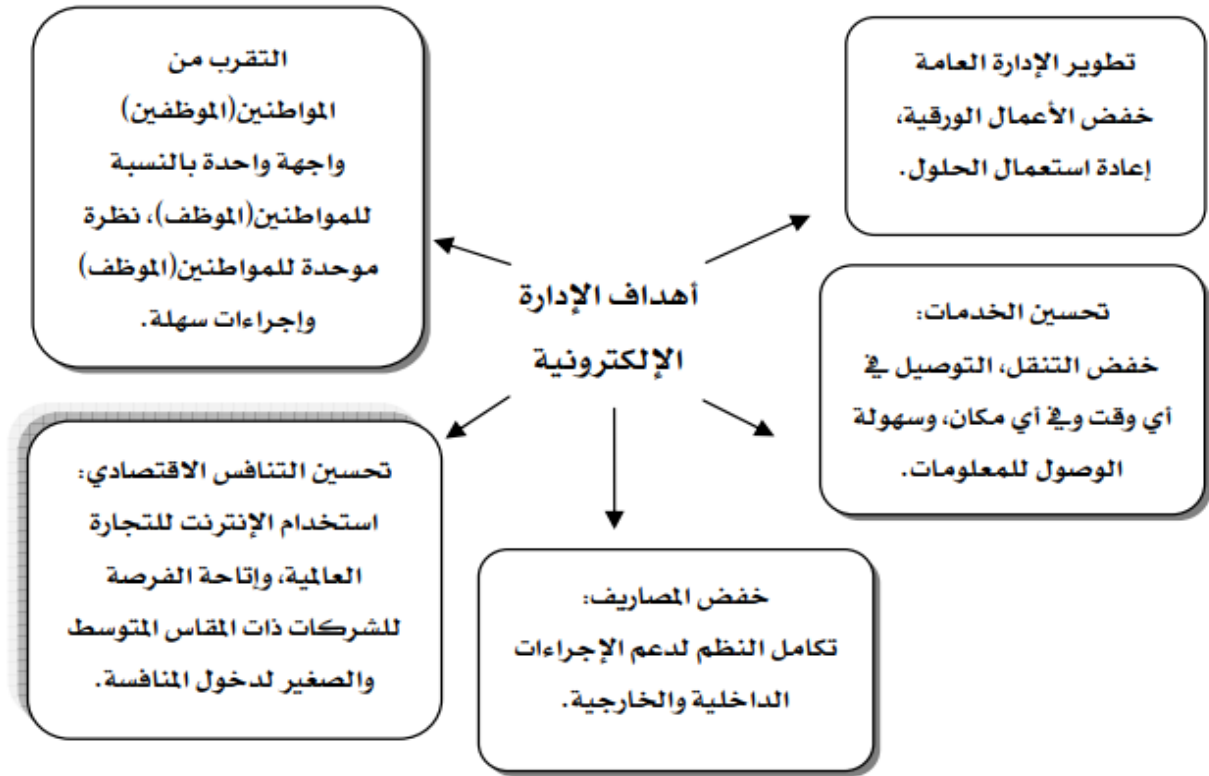 تطوير الإدارة العامة
خفض الأعمال الورقية،
إعادة استعمال الحلول.
التقرب من
المواطنين(الموظفين)
واجهة واحدة بالنسبة
للمواطنين(الموظف)، نظرة
موحدة للمواطنين(الموظف)
وإجراءات سهلة.
أهداف الإدارة
الإلكترونية
تحسين الخدمات:
خفض التنقل، التوصيل في
أي وقت وفي أي مكان، وسهولة
الوصول للمعلومات.
تحسين التنافس الاقتصادي:
استخدام الإنترنت للتجارة
العالمية، وإتاحة الفرصة
للشركات ذات المقاس المتوسط
والصغير لدخول المنافسة.
خفض المصاريف:
تكامل النظم لدعم الإجراءات
الداخلية والخارجية.